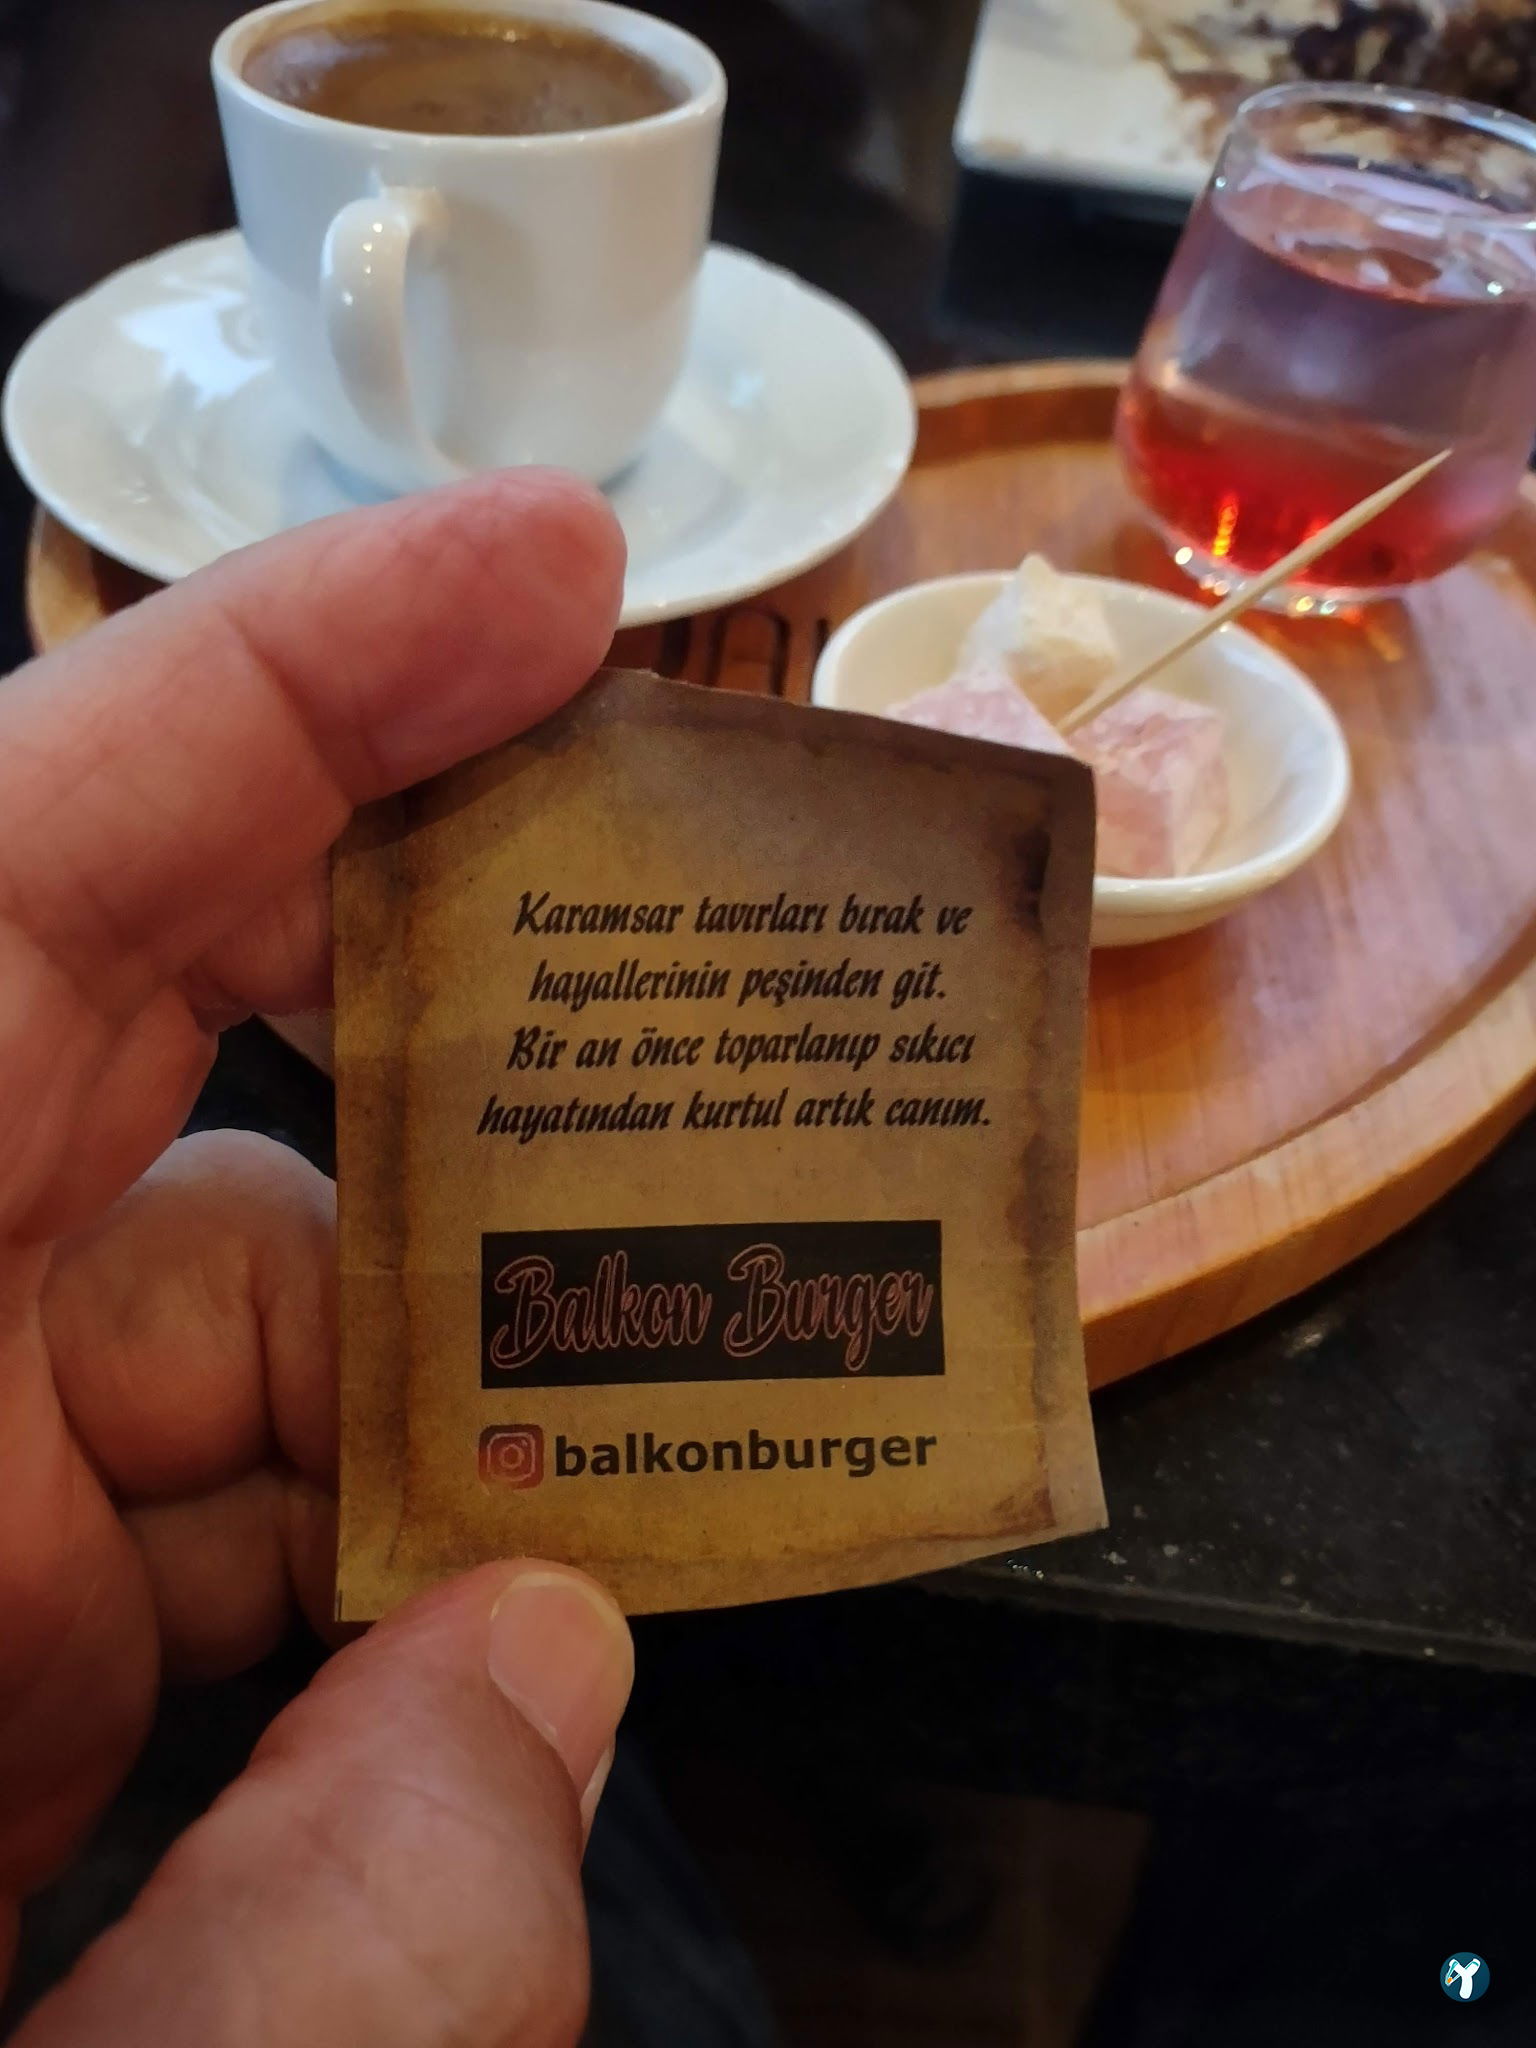 Karamsar tavırları bırak ve
hayallerinin peşinden git.
Bir an önce toparlanıp sıkıcı
hayatından kurtul artık canım.
Balkon Burger
balkonburger